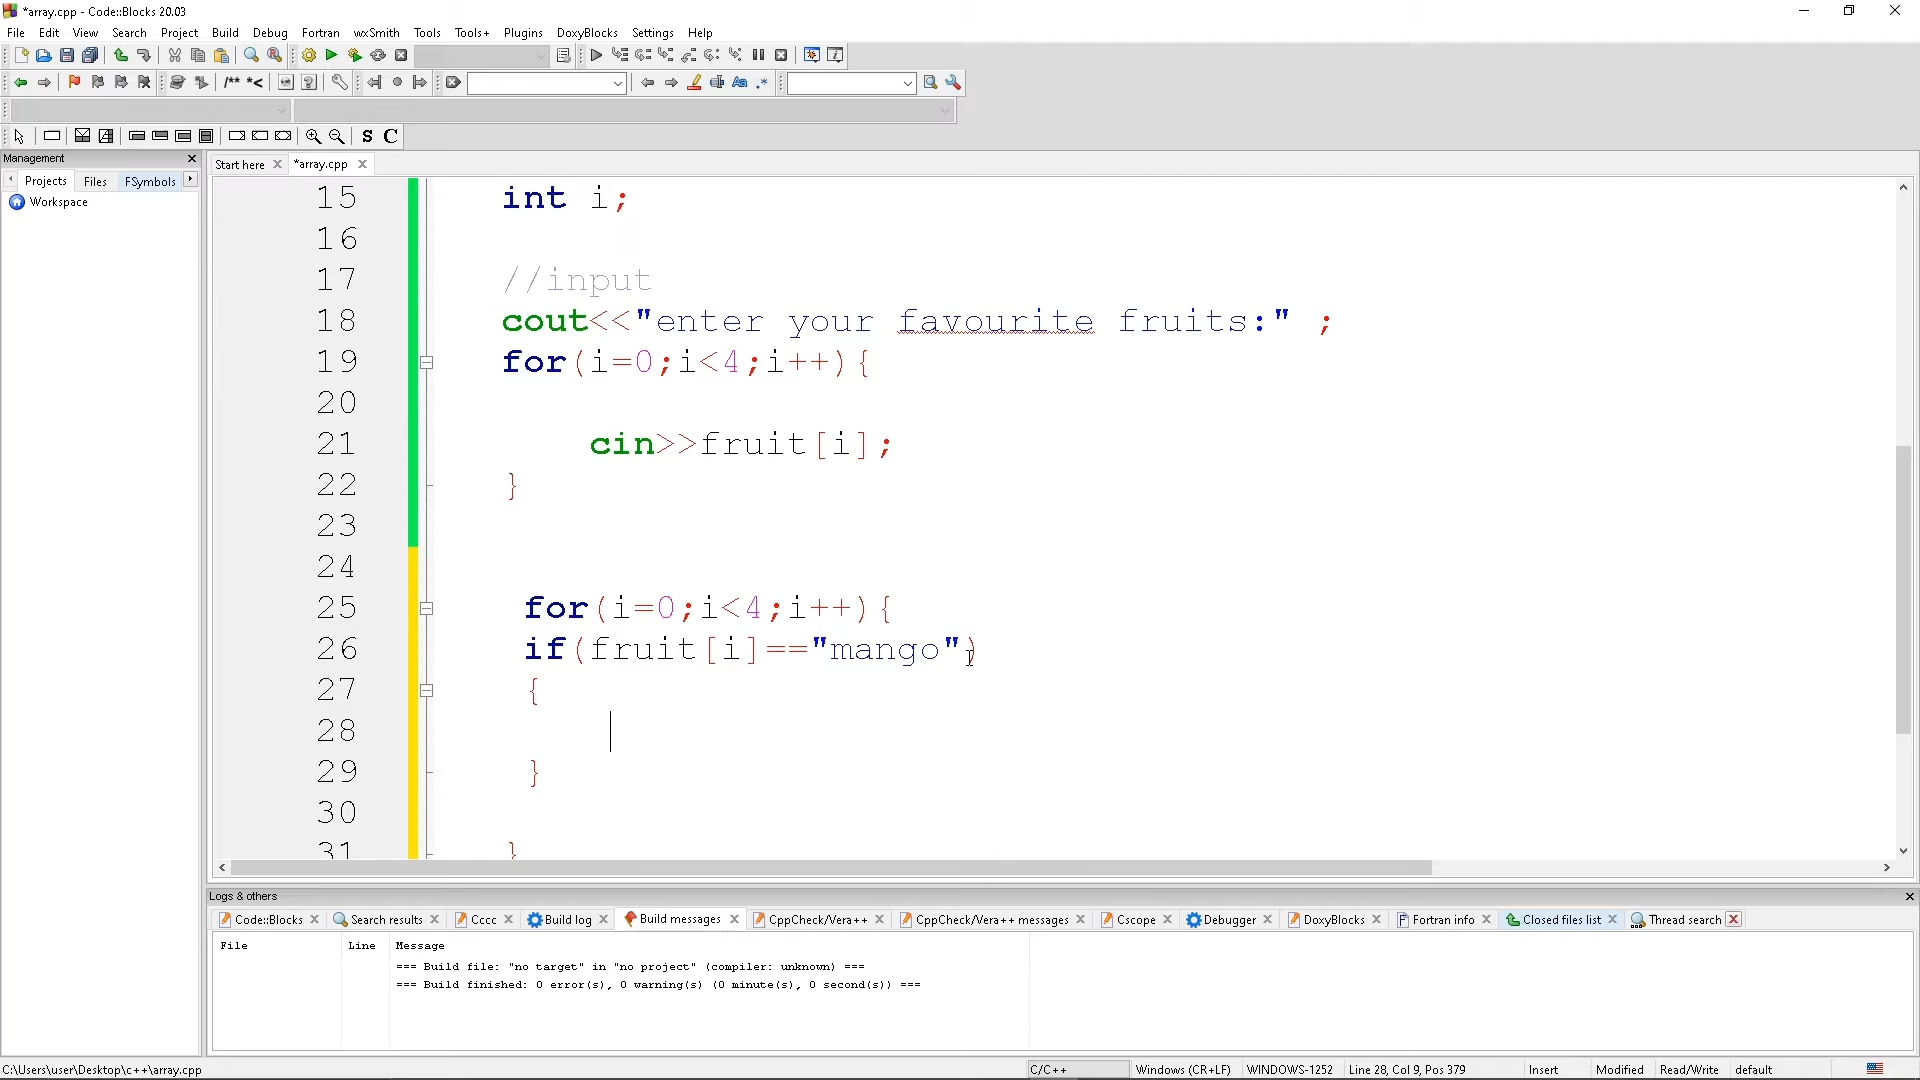 *array.cpp - Code::Blocks 20.03
File Edit View Search Project Build Debug Fortran wxSmith Tools Tools+ Plugins DoxyBlocks Settings Help
/** *<
Aa .*
S C
Management
Start here *array.cpp
Projects Files FSymbols
Workspace
15 int i;
16
17 //input
18 cout<<"enter your favourite fruits:" ;
19 for(i=0;i<4;i++){
20
21 cin>>fruit[i];
22 }
23
24
25 for(i=0;i<4;i++){
26 if(fruit[i]=="mango")
27 {
28
29 }
30
31 }
Logs & others
Code::Blocks Search results Cccc Build log Build messages CppCheck/Vera++ CppCheck/Vera++ messages Cscope Debugger DoxyBlocks Fortran info Closed files list Thread search
File Line Message
=== Build file: "no target" in "no project" (compiler: unknown) ===
=== Build finished: 0 error(s), 0 warning(s) (0 minute(s), 0 second(s)) ===
C:\Users\user\Desktop\c++\array.cpp C/C++ Windows (CR+LF) WINDOWS-1252 Line 28, Col 9, Pos 379 Insert Modified Read/Write default